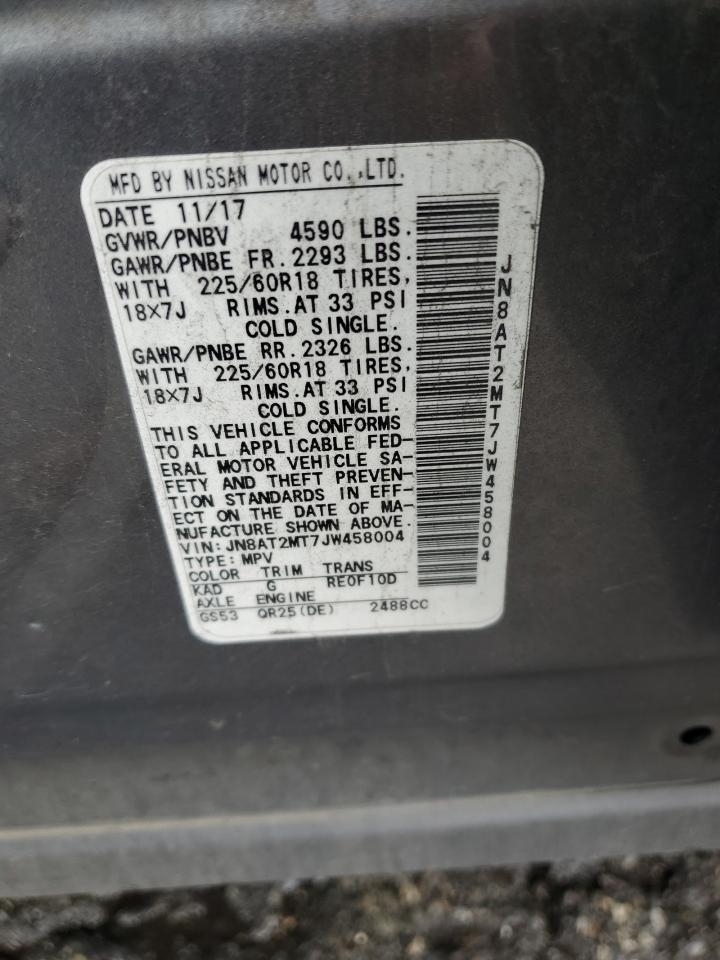 MFD BY NISSAN MOTOR CO.,LTD.
DATE 11/17
GVWR/PNBV 4590 LBS.
GAWR/PNBE FR. 2293 LBS.
WITH 225/60R18 TIRES,
18X7J RIMS.AT 33 PSI
COLD SINGLE.
GAWR/PNBE RR. 2326 LBS.
WITH 225/60R18 TIRES,
18X7J RIMS.AT 33 PSI
COLD SINGLE.
THIS VEHICLE CONFORMS
TO ALL APPLICABLE FED-
ERAL MOTOR VEHICLE SA-
FETY AND THEFT PREVEN-
TION STANDARDS IN EFF-
ECT ON THE DATE OF MA-
NUFACTURE SHOWN ABOVE.
VIN:JN8AT2MT7JW458004
TYPE:MPV
COLOR TRIM TRANS
KAD G RE0F10D
AXLE ENGINE
GS53 QR25(DE) 2488CC
JN8AT2MT7JW458004